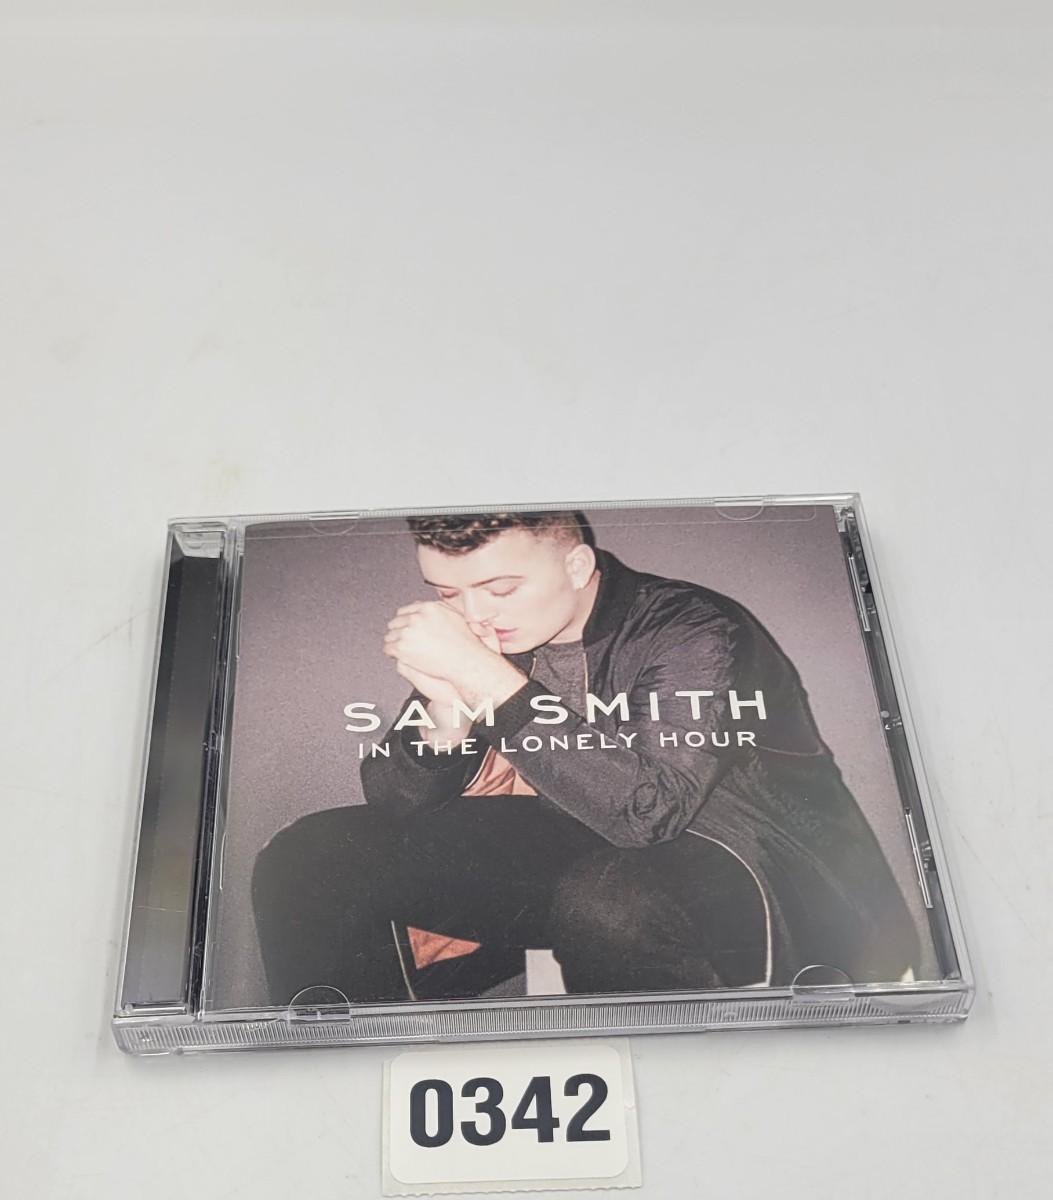 SAM SMITH
IN THE LONELY HOUR
0342